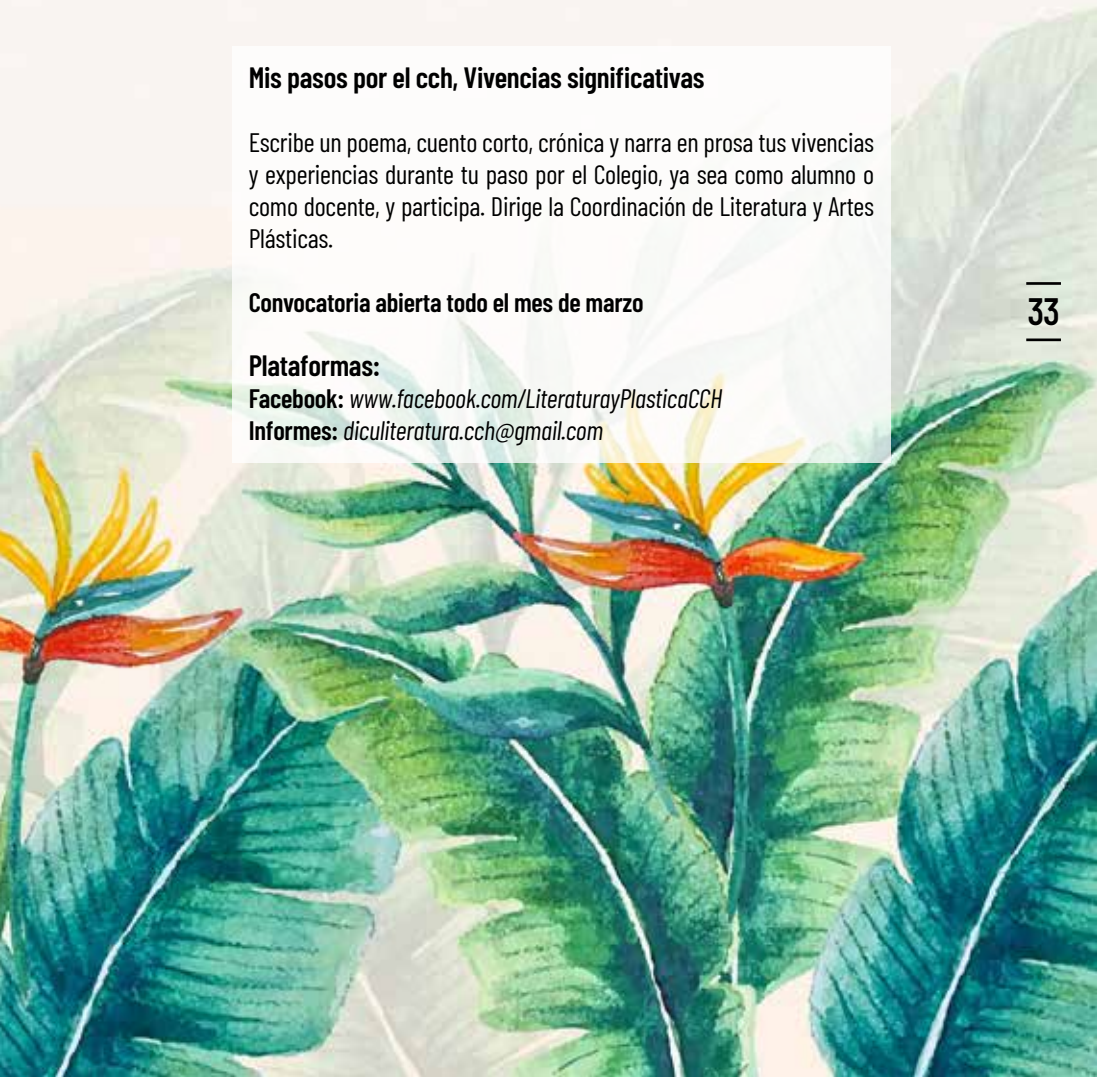 Mis pasos por el cch, Vivencias significativas
Escribe un poema, cuento corto, crónica y narra en prosa tus vivencias
y experiencias durante tu paso por el Colegio, ya sea como alumno o
como docente, y participa. Dirige la Coordinación de Literatura y Artes
Plásticas.
Convocatoria abierta todo el mes de marzo
33
Plataformas:
Facebook: www.facebook.com/LiteraturayPlasticaCCH
Informes: diculiteratura.cch@gmail.com